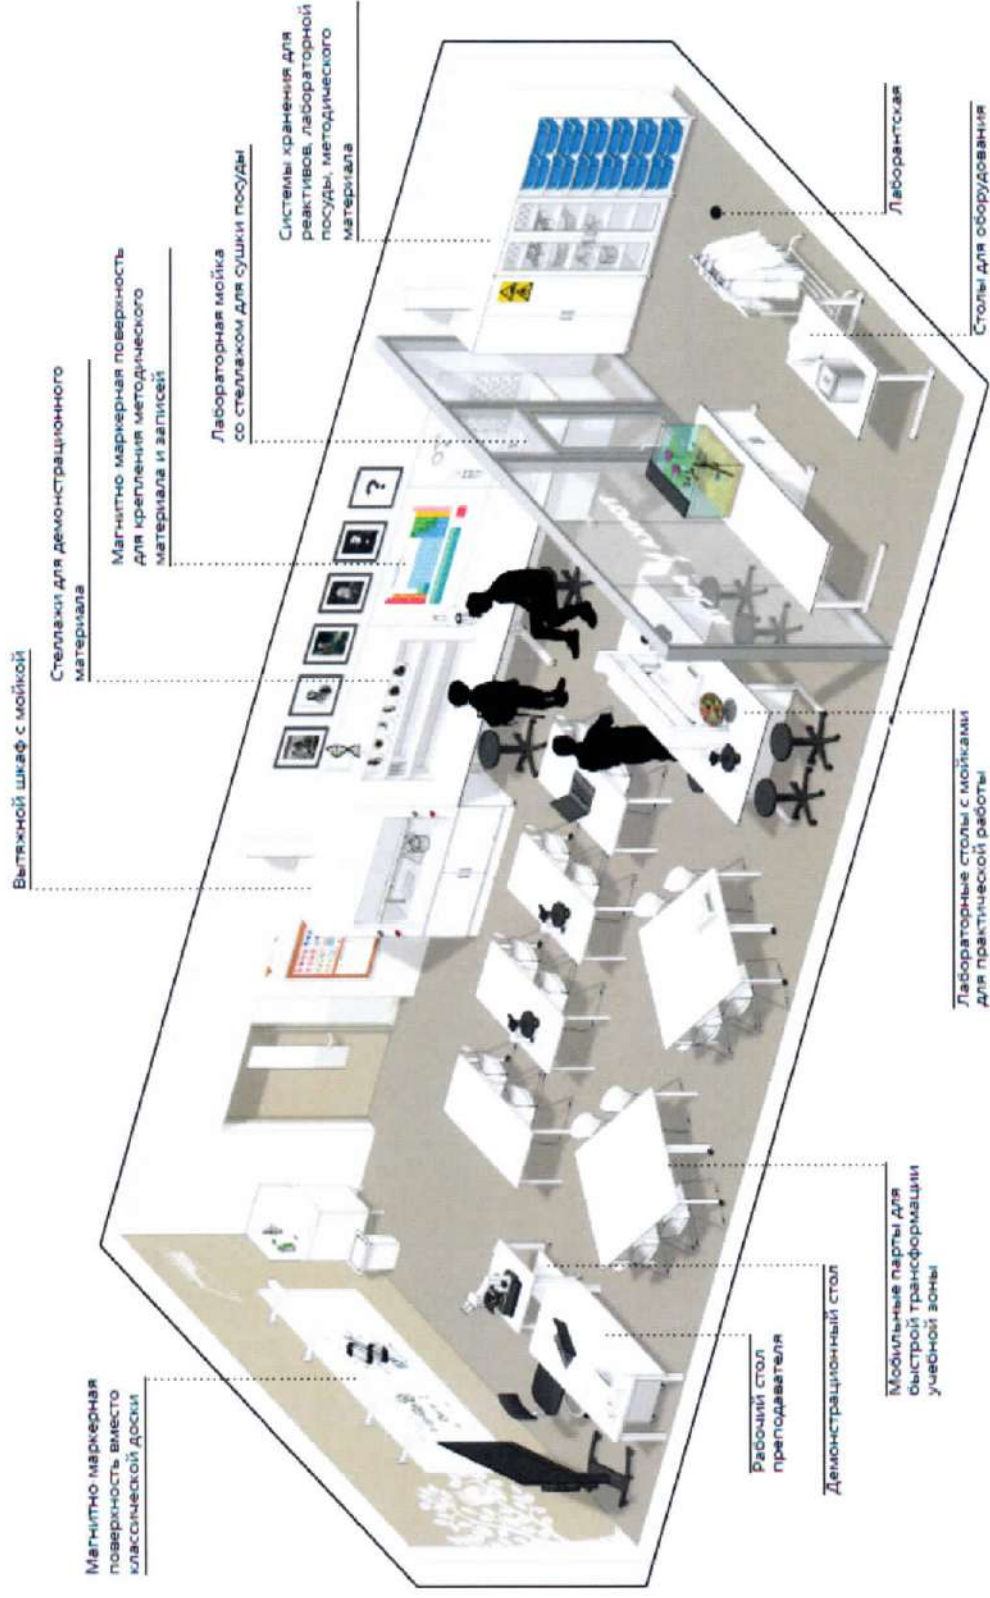 Магнитно маркерная
поверхность вместо
классической доски
Вытяжной шкаф с мойкой
Стеллажи для демонстрационного
материала
Магнитно маркерная поверхность
для крепления методического
материала и записей
Лабораторная мойка
со стеллажом для сушки посуды
Системы хранения для
реактивов, лабораторной
посуды, методического
материала
?
Рабочий стол
преподавателя
Демонстрационный стол
Мобильные парты для
быстрой трансформации
учебной зоны
Лабораторные столы с мойками
для практической работы
Лаборантская
Столы для оборудования